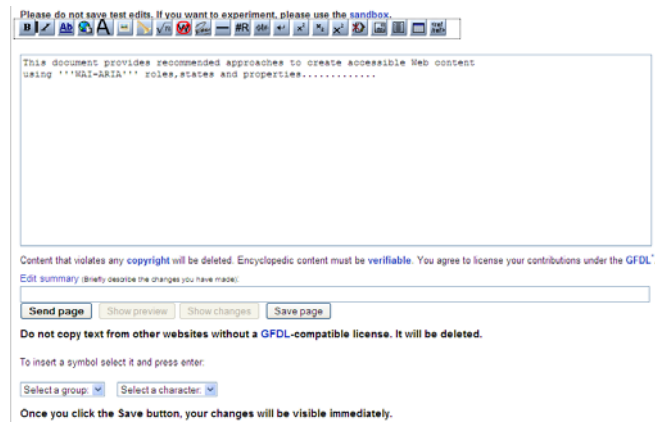 Please do not save test edits. If you want to experiment, please use the sandbox.
B Ab A √n W #R
This document provides recommended approaches to create accessible Web content
using '''WAI-ARIA''' roles,states and properties.............
Content that violates any copyright will be deleted. Encyclopedic content must be verifiable. You agree to license your contributions under the GFDL*
Edit summary (Briefly describe the changes you have made):
Send page Show preview Show changes Save page
Do not copy text from other websites without a GFDL-compatible license. It will be deleted.
To insert a symbol select it and press enter:
Select a group: Select a character:
Once you click the Save button, your changes will be visible immediately.